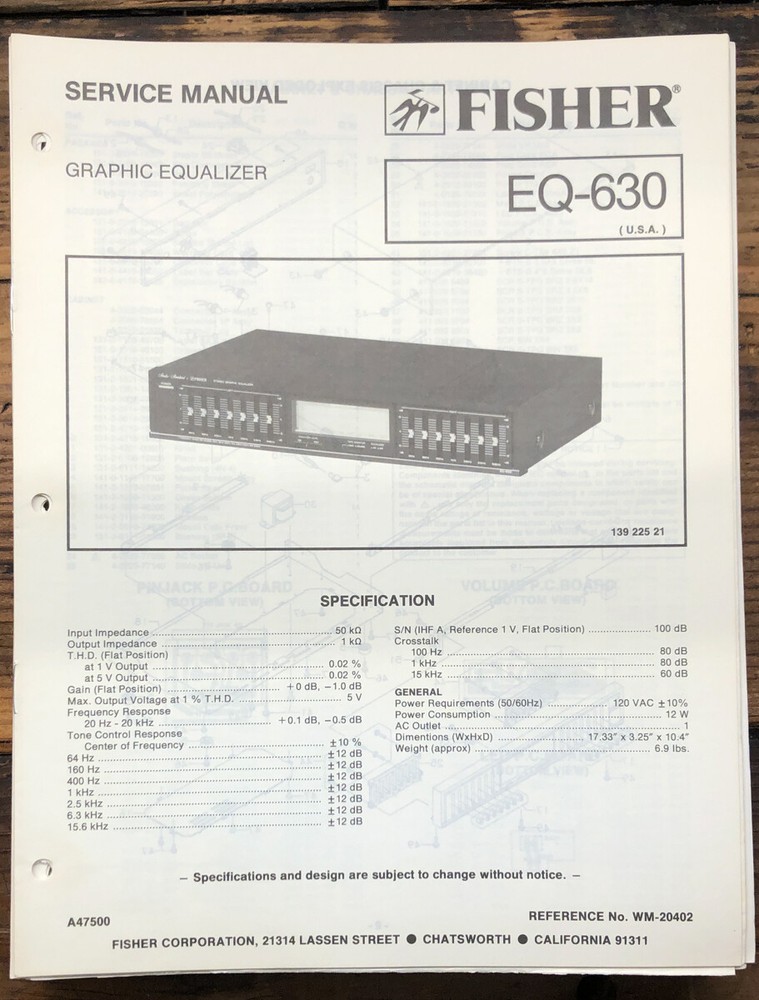 SERVICE MANUAL
FISHER®
GRAPHIC EQUALIZER
EQ-630
( U.S.A. )
139 225 21
PINJACK P.C.BOARD
(BOTTOM VIEW)
VOLUME P.C.BOARD
(BOTTOM VIEW)
SPECIFICATION
Input Impedance ........ 50 kΩ
Output Impedance ........ 1 kΩ
T.H.D. (Flat Position)
at 1 V Output ........ 0.02 %
at 5 V Output ........ 0.02 %
Gain (Flat Position) ........ +0 dB, −1.0 dB
Max. Output Voltage at 1 % T.H.D. ........ 5 V
Frequency Response
20 Hz - 20 kHz ........ +0.1 dB, −0.5 dB
Tone Control Response
Center of Frequency ........ ±10 %
64 Hz ........ ±12 dB
160 Hz ........ ±12 dB
400 Hz ........ ±12 dB
1 kHz ........ ±12 dB
2.5 kHz ........ ±12 dB
6.3 kHz ........ ±12 dB
15.6 kHz ........ ±12 dB
S/N (IHF A, Reference 1 V, Flat Position) ........ 100 dB
Crosstalk
100 Hz ........ 80 dB
1 kHz ........ 80 dB
15 kHz ........ 60 dB
GENERAL
Power Requirements (50/60Hz) ........ 120 VAC ±10%
Power Consumption ........ 12 W
AC Outlet ........ 1
Dimentions (WxHxD) ........ 17.33″ x 3.25″ x 10.4″
Weight (approx) ........ 6.9 lbs.
– Specifications and design are subject to change without notice. –
A47500
REFERENCE No. WM-20402
FISHER CORPORATION, 21314 LASSEN STREET ● CHATSWORTH ● CALIFORNIA 91311